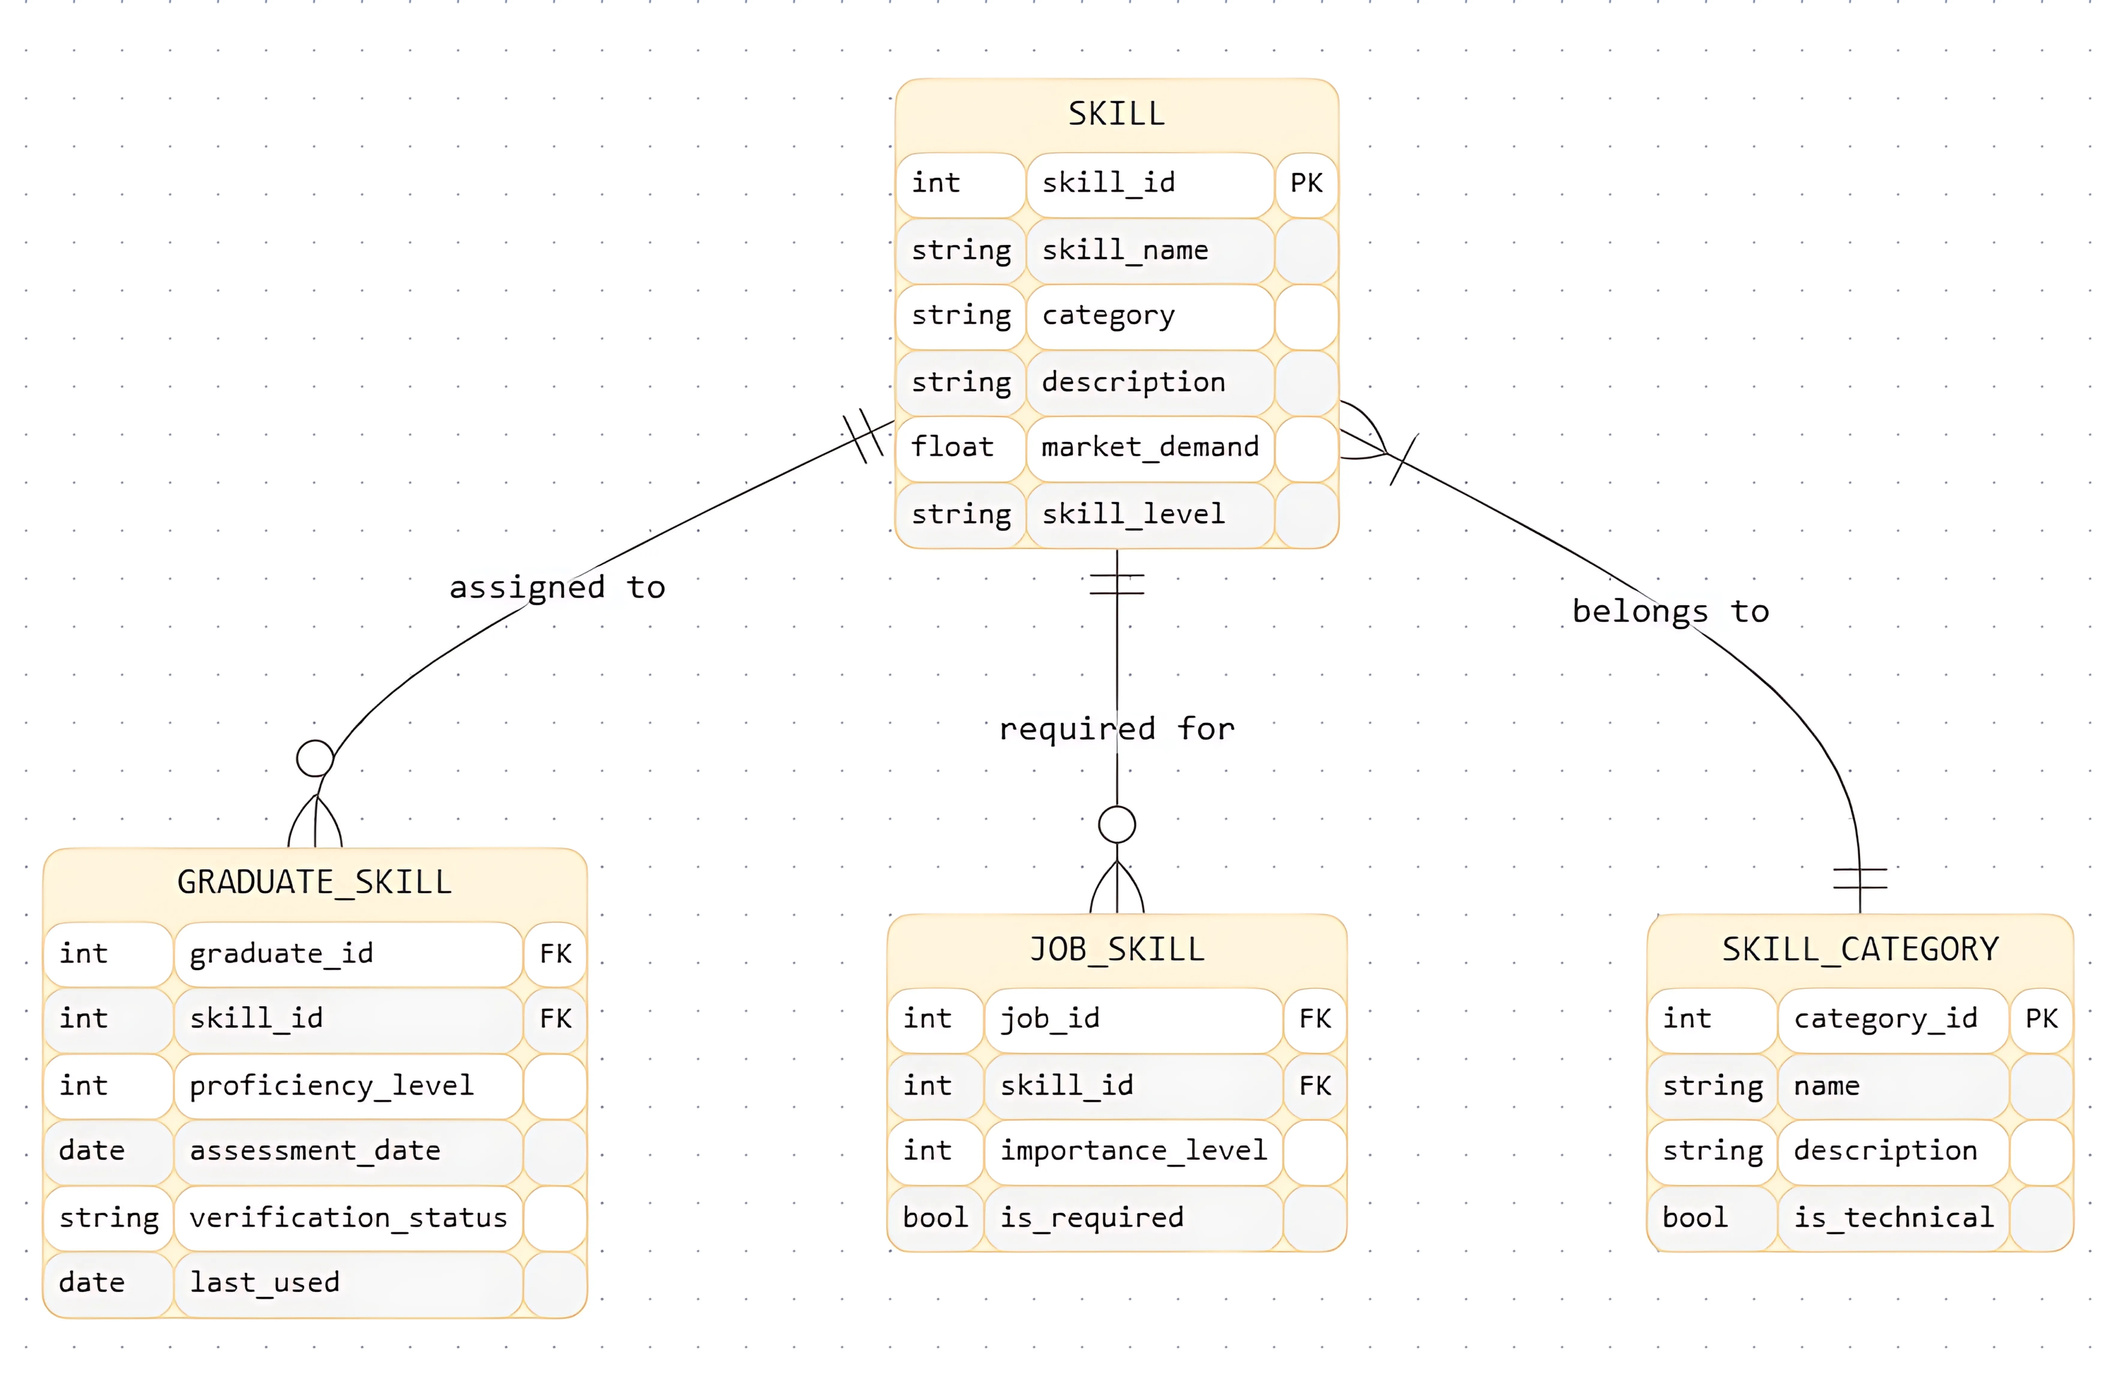 SKILL
int skill_id PK
string skill_name
string category
string description
float market_demand
string skill_level
assigned to
belongs to
required for
GRADUATE_SKILL
int graduate_id FK
int skill_id FK
int proficiency_level
date assessment_date
string verification_status
date last_used
JOB_SKILL
int job_id FK
int skill_id FK
int importance_level
bool is_required
SKILL_CATEGORY
int category_id PK
string name
string description
bool is_technical